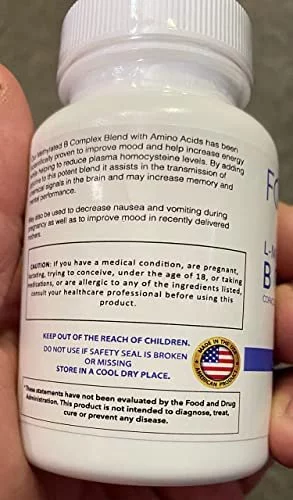 Our Methylated B Complex Blend with Amino Acids has been
scientifically proven to improve mood and help increase energy
while helping to reduce plasma homocysteine levels. By adding
to this potent blend it assists in the transmission of
chemical signals in the brain and may increase memory and
mental performance.
May also be used to decrease nausea and vomiting during
pregnancy as well as to improve mood in recently delivered
mothers.
CAUTION: If you have a medical condition, are pregnant,
lactating, trying to conceive, under the age of 18, or taking
medications, or are allergic to any of the ingredients listed,
consult your healthcare professional before using this
product.
KEEP OUT OF THE REACH OF CHILDREN.
DO NOT USE IF SAFETY SEAL IS BROKEN
OR MISSING
STORE IN A COOL DRY PLACE.
MADE IN THE USA
AMERICAN PRODUCT
*These statements have not been evaluated by the Food and Drug
Administration. This product is not intended to diagnose, treat,
cure or prevent any disease.
FO
L-M
B